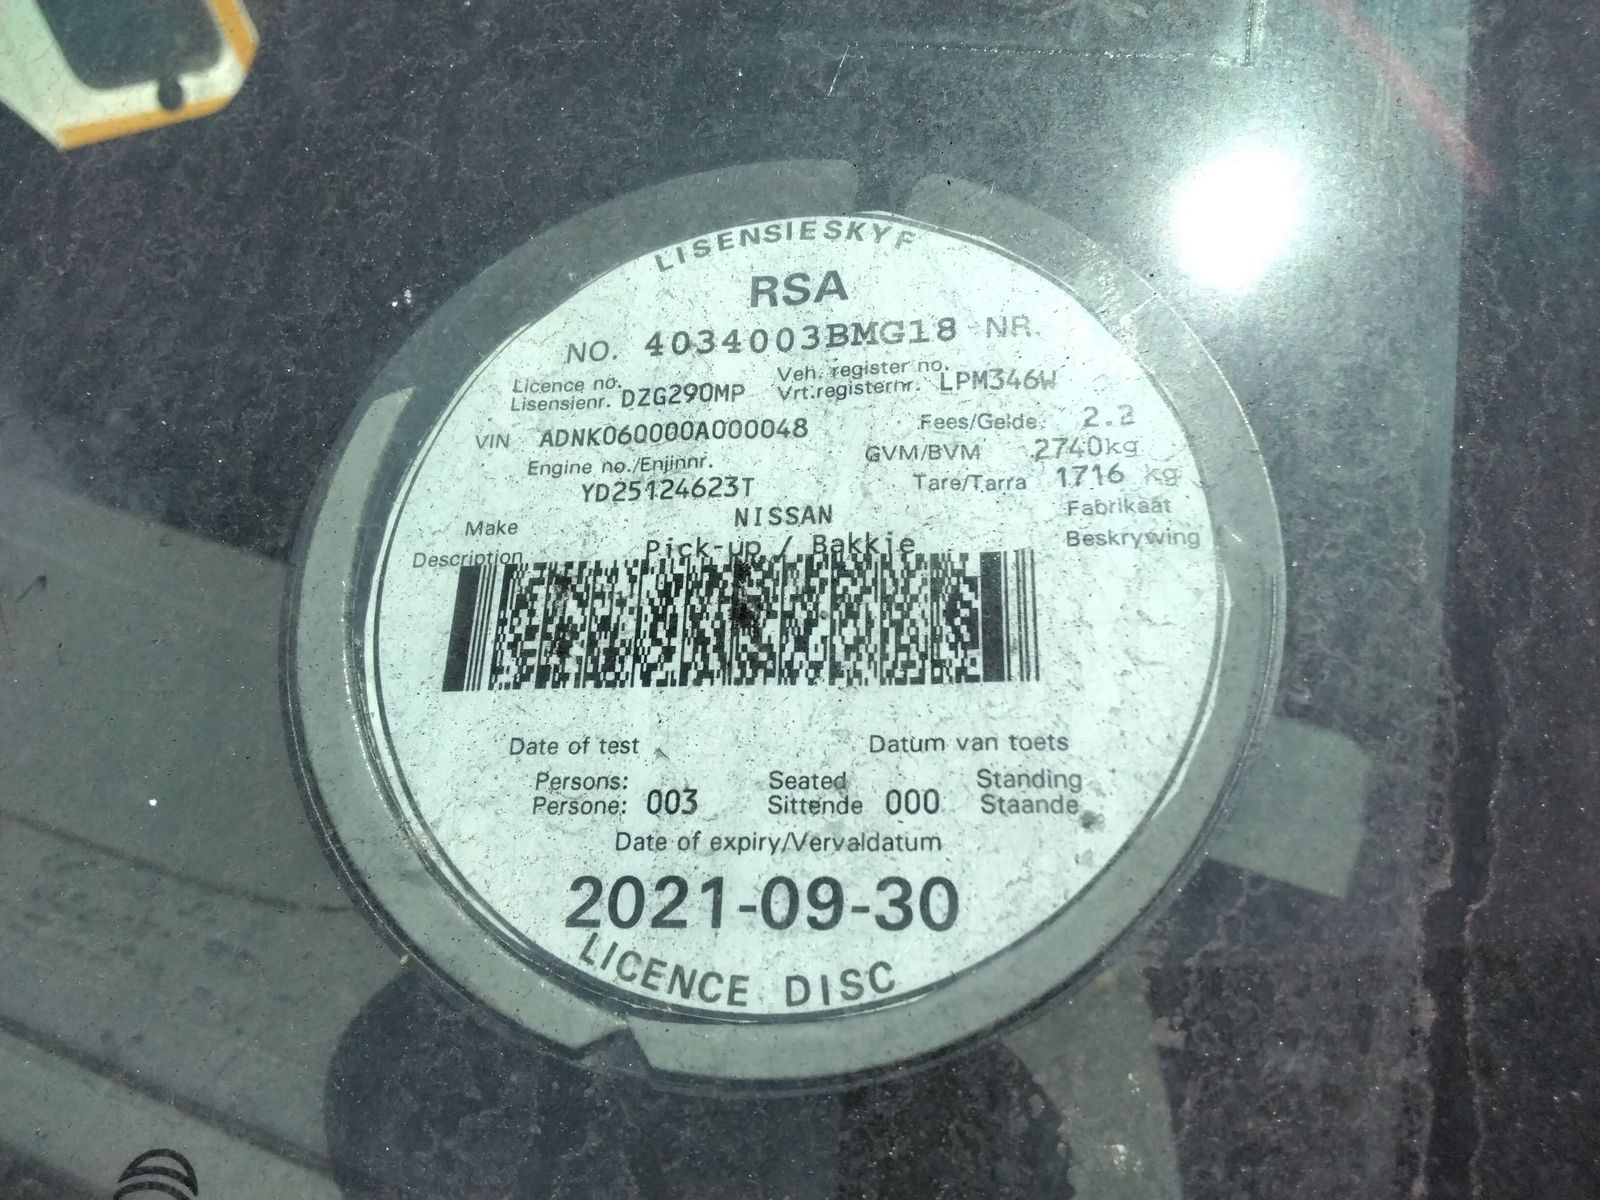 LISENSIESKYF
RSA
NO. 4034003BMG18 NR.
Licence no. Veh. register no.
Lisensienr. DZG290MP Vrt.registernr. LPM346W
VIN ADNK060000A000048 Fees/Gelde: 2.2
GVM/BVM 2740kg
Engine no./Enjinnr.
YD25124623T Tare/Tarra 1716 kg
Make NISSAN Fabrikaat
Description Pick-up / Bakkie Beskrywing
Date of test Datum van toets
Persons: Seated Standing
Persone: 003 Sittende 000 Staande
Date of expiry/Vervaldatum
2021-09-30
LICENCE DISC